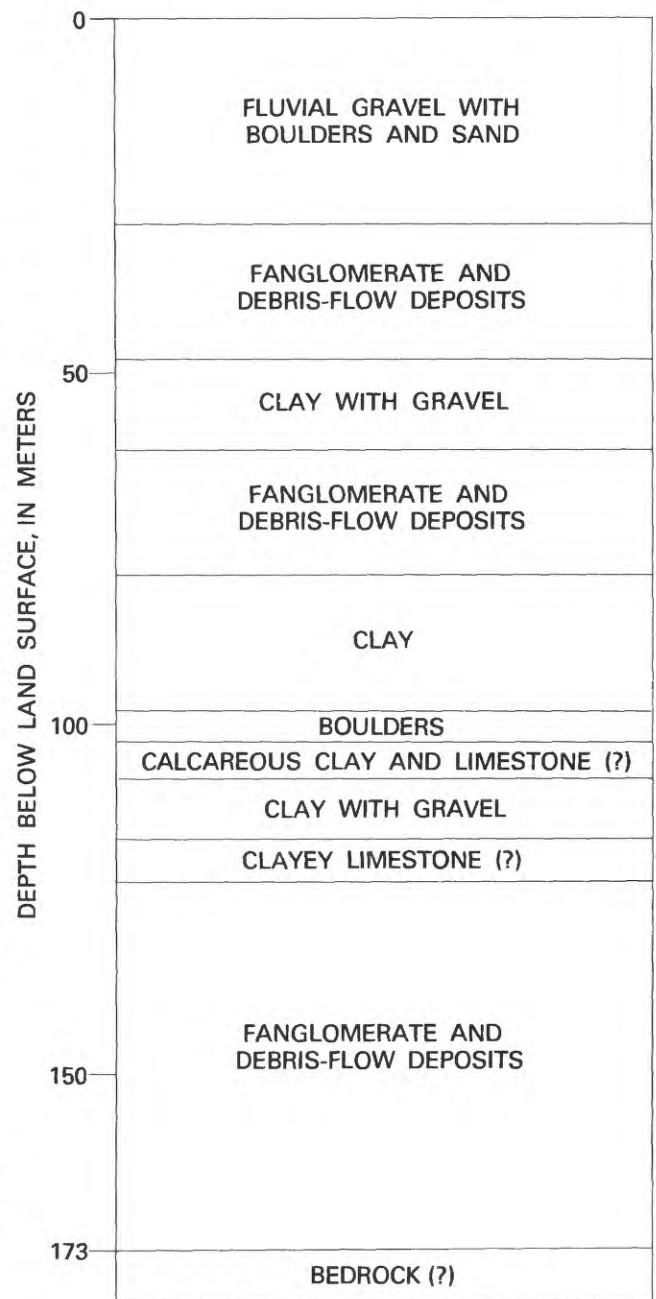 0
FLUVIAL GRAVEL WITH
BOULDERS AND SAND
FANGLOMERATE AND
DEBRIS-FLOW DEPOSITS
50
CLAY WITH GRAVEL
FANGLOMERATE AND
DEBRIS-FLOW DEPOSITS
CLAY
100
BOULDERS
CALCAREOUS CLAY AND LIMESTONE (?)
CLAY WITH GRAVEL
CLAYEY LIMESTONE (?)
FANGLOMERATE AND
DEBRIS-FLOW DEPOSITS
150
173
BEDROCK (?)
DEPTH BELOW LAND SURFACE, IN METERS